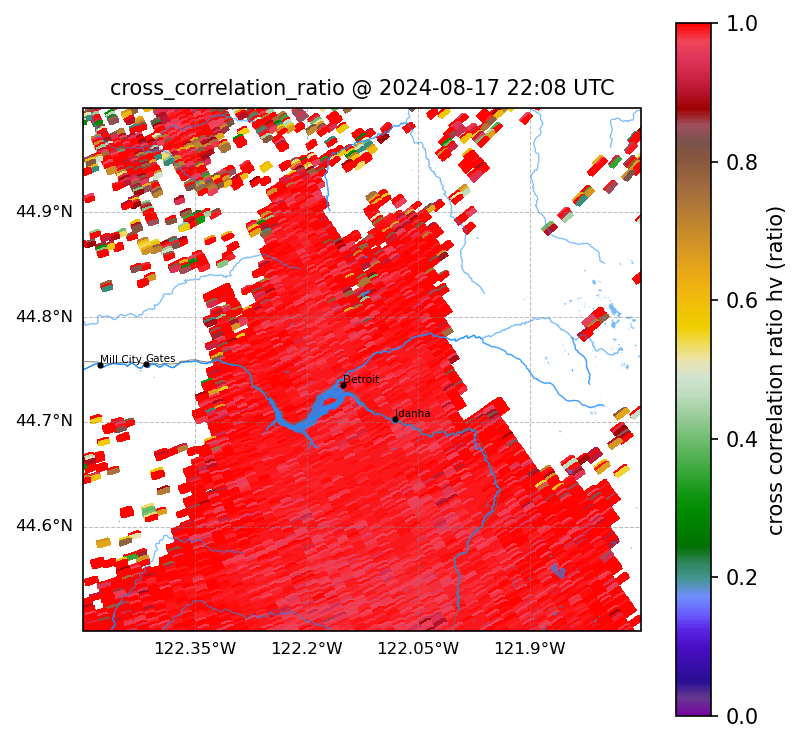 cross_correlation_ratio @ 2024-08-17 22:08 UTC
1.0
0.8
0.6
0.4
0.2
0.0
cross correlation ratio hv (ratio)
44.9°N
44.8°N
44.7°N
44.6°N
Mill City
Gates
Detroit
Idanha
122.35°W
122.2°W
122.05°W
121.9°W